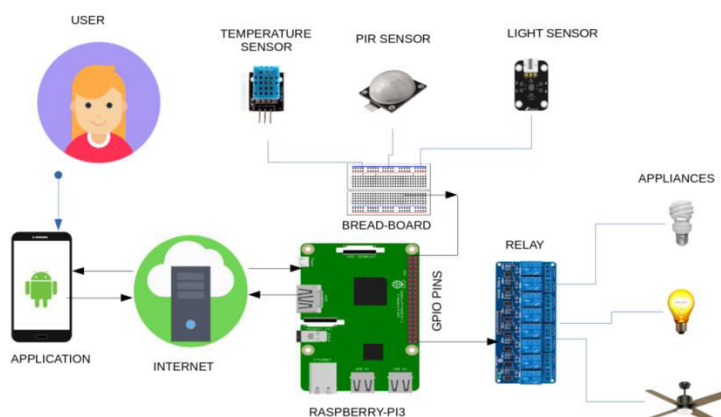 USER
TEMPERATURE
SENSOR
PIR SENSOR
LIGHT SENSOR
BREAD-BOARD
APPLIANCES
RELAY
GPIO PINS
APPLICATION
INTERNET
RASPBERRY-PI3